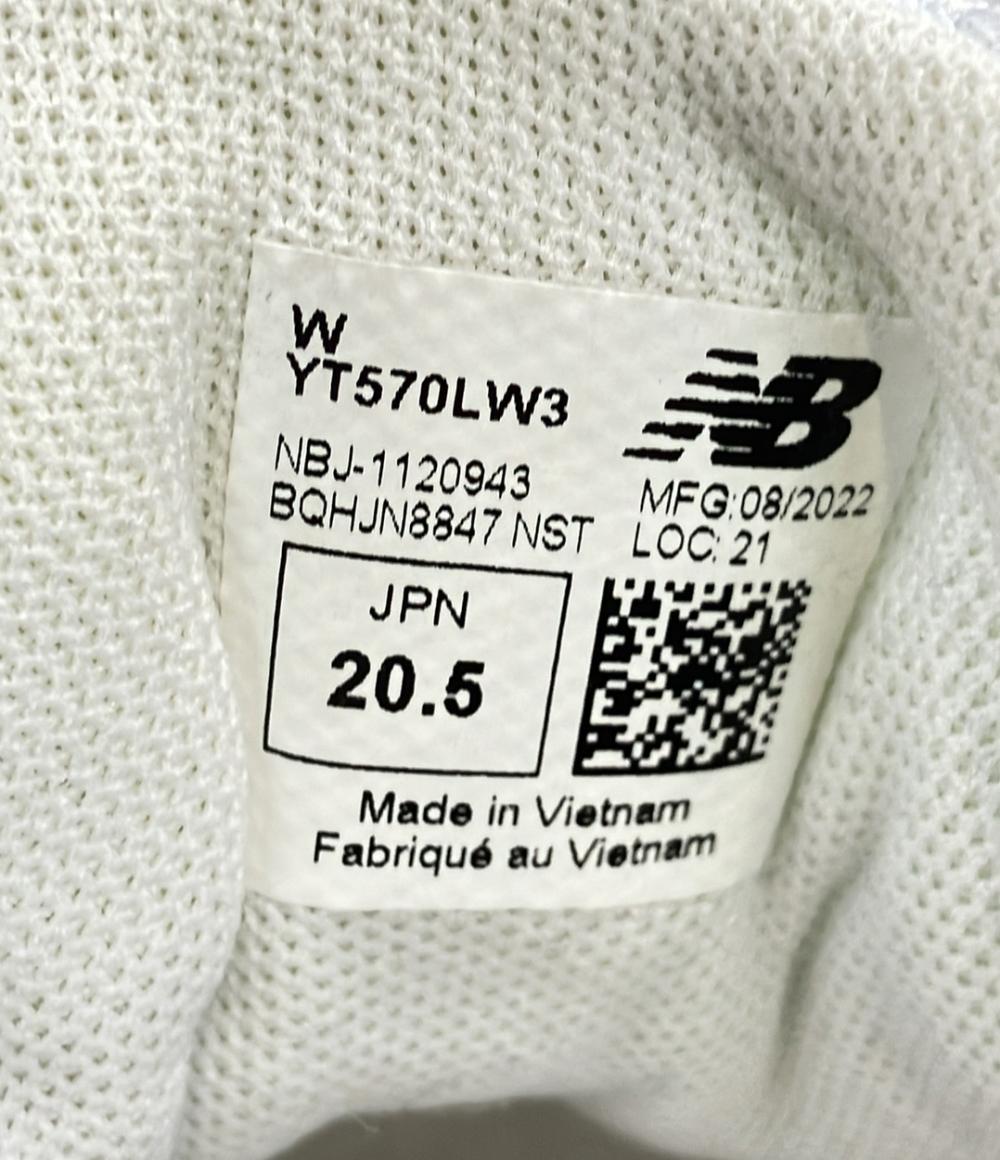 W
YT570LW3
NB
NBJ-1120943
BQHJN8847 NST
MFG:08/2022
LOC: 21
JPN
20.5
Made in Vietnam
Fabriqué au Vietnam